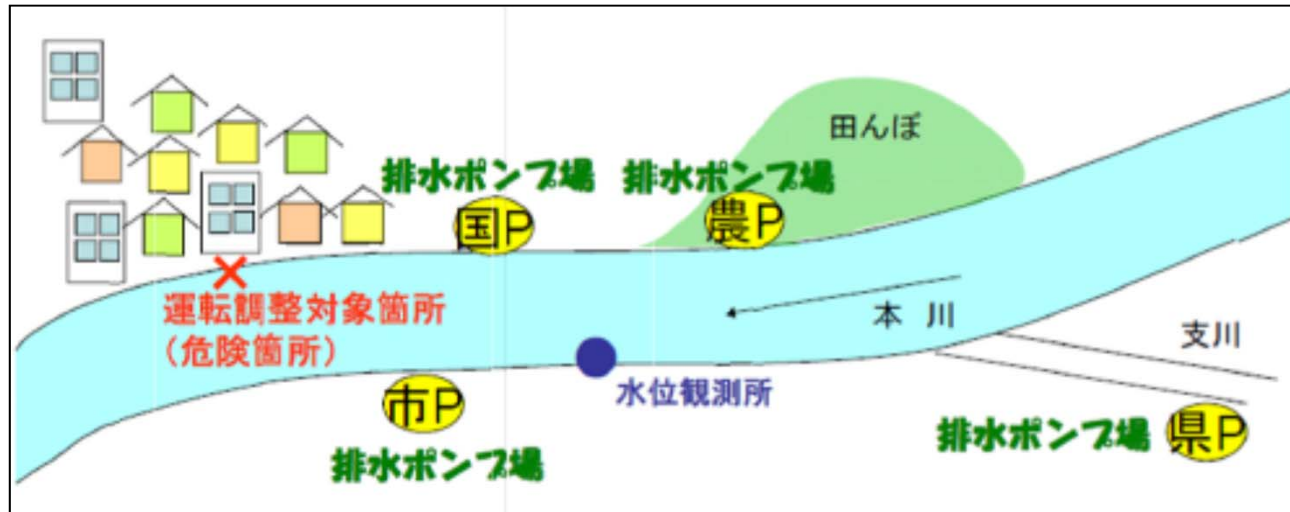 田んぼ
排水ポンプ場
排水ポンプ場
国P
農P
運転調整対象箇所
（危険箇所）
本 川
支川
水位観測所
市P
排水ポンプ場
排水ポンプ場
県P